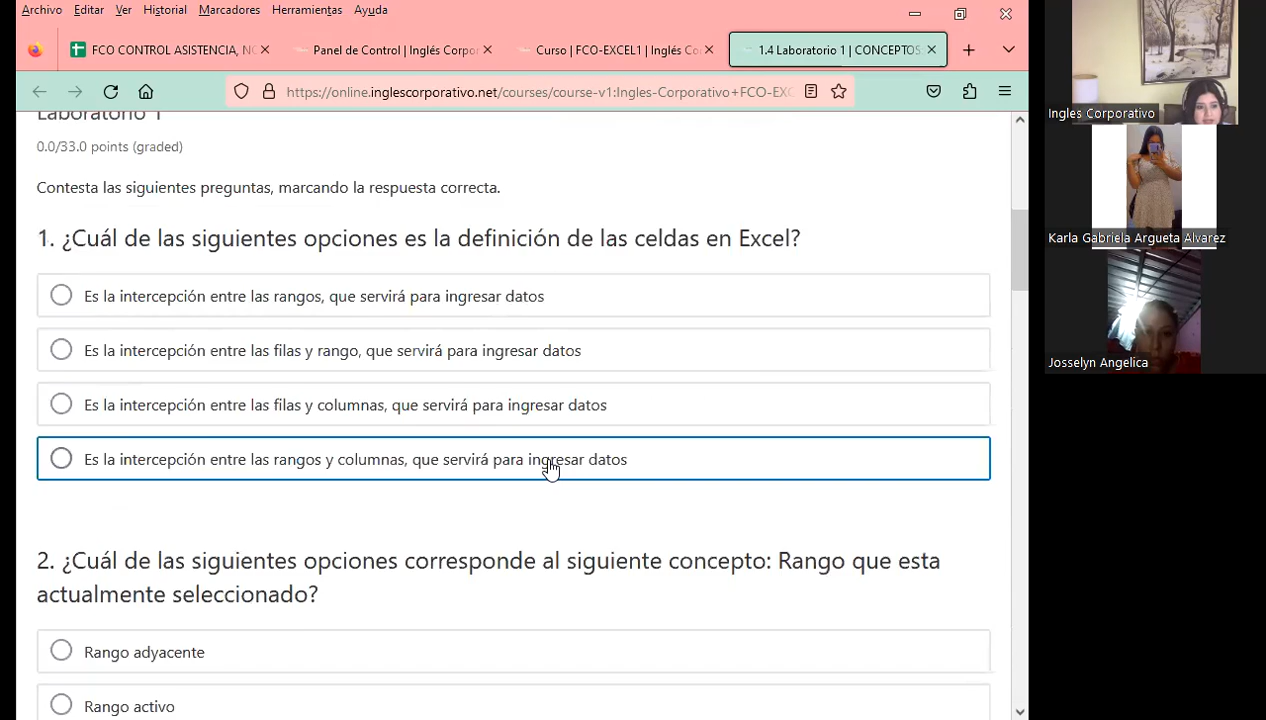 Archivo Editar Ver Historial Marcadores Herramientas Ayuda
FCO CONTROL ASISTENCIA, NO
Panel de Control | Inglés Corpor
Curso | FCO-EXCEL1 | Inglés Co
1.4 Laboratorio 1 | CONCEPTOS
https://online.inglescorporativo.net/courses/course-v1:Ingles-Corporativo+FCO-EXC
Laboratorio 1
0.0/33.0 points (graded)
Contesta las siguientes preguntas, marcando la respuesta correcta.
1. ¿Cuál de las siguientes opciones es la definición de las celdas en Excel?
Es la intercepción entre las rangos, que servirá para ingresar datos
Es la intercepción entre las filas y rango, que servirá para ingresar datos
Es la intercepción entre las filas y columnas, que servirá para ingresar datos
Es la intercepción entre las rangos y columnas, que servirá para ingresar datos
2. ¿Cuál de las siguientes opciones corresponde al siguiente concepto: Rango que esta
actualmente seleccionado?
Rango adyacente
Rango activo
Ingles Corporativo
Karla Gabriela Argueta Alvarez
Josselyn Angelica